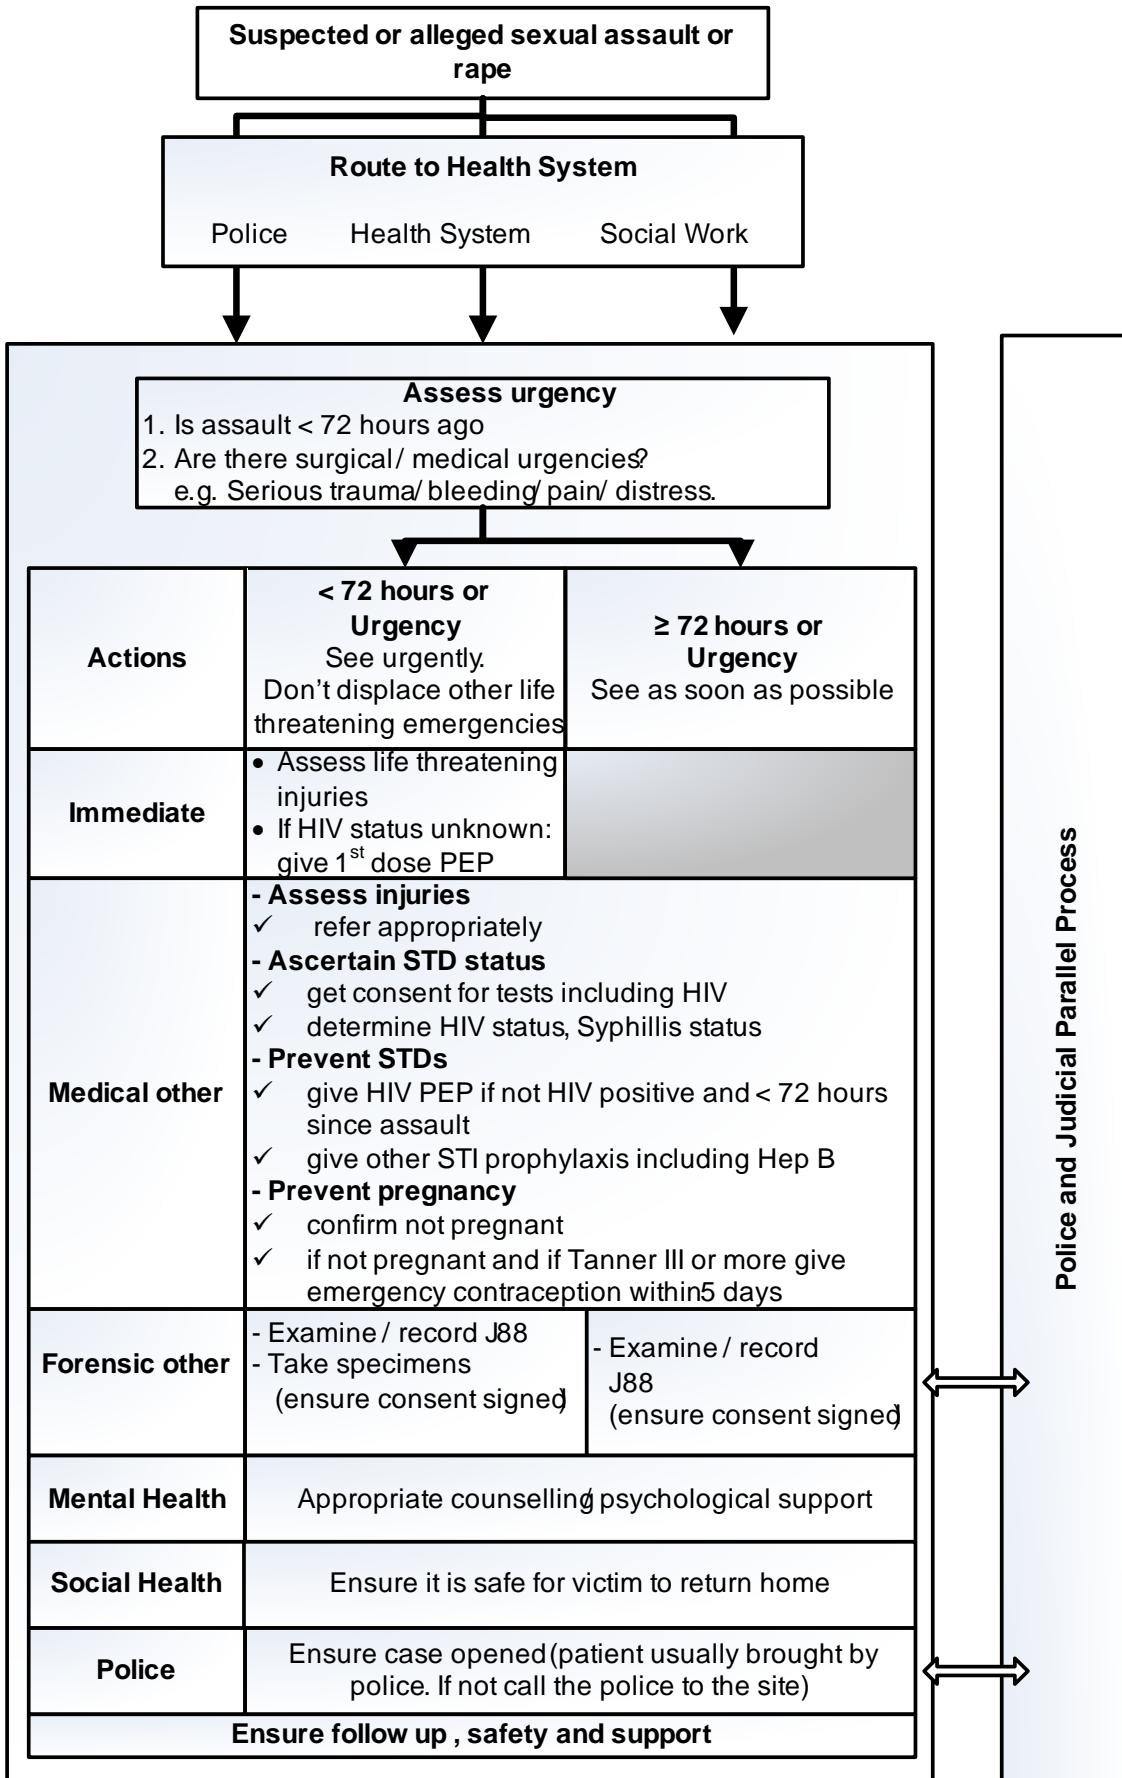 Suspected or alleged sexual assault or
rape
Route to Health System
Police Health System Social Work
Assess urgency
1. Is assault < 72 hours ago
2. Are there surgical/ medical urgencies?
e.g. Serious trauma/ bleeding/ pain/ distress.
Actions
< 72 hours or
Urgency
See urgently.
Don't displace other life
threatening emergencies
≥ 72 hours or
Urgency
See as soon as possible
Immediate
• Assess life threatening
injuries
• If HIV status unknown:
give 1st dose PEP
Medical other
- Assess injuries
✓ refer appropriately
- Ascertain STD status
✓ get consent for tests including HIV
✓ determine HIV status, Syphillis status
- Prevent STDs
✓ give HIV PEP if not HIV positive and < 72 hours
since assault
✓ give other STI prophylaxis including Hep B
- Prevent pregnancy
✓ confirm not pregnant
✓ if not pregnant and if Tanner III or more give
emergency contraception within5 days
Forensic other
- Examine / record J88
- Take specimens
(ensure consent signed)
- Examine / record
J88
(ensure consent signed)
Mental Health
Appropriate counselling/ psychological support
Social Health
Ensure it is safe for victim to return home
Police
Ensure case opened (patient usually brought by
police. If not call the police to the site)
Ensure follow up , safety and support
Police and Judicial Parallel Process